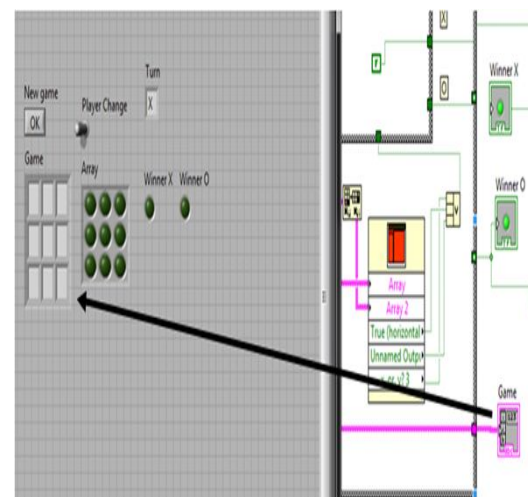 Turn
X
New game
Player Change
OK
Game
Array
Winner X
Winner O
X
F
O
Winner X
Winner O
V
Array
Array 2
True (horizontal
Unnamed Outpu
Game